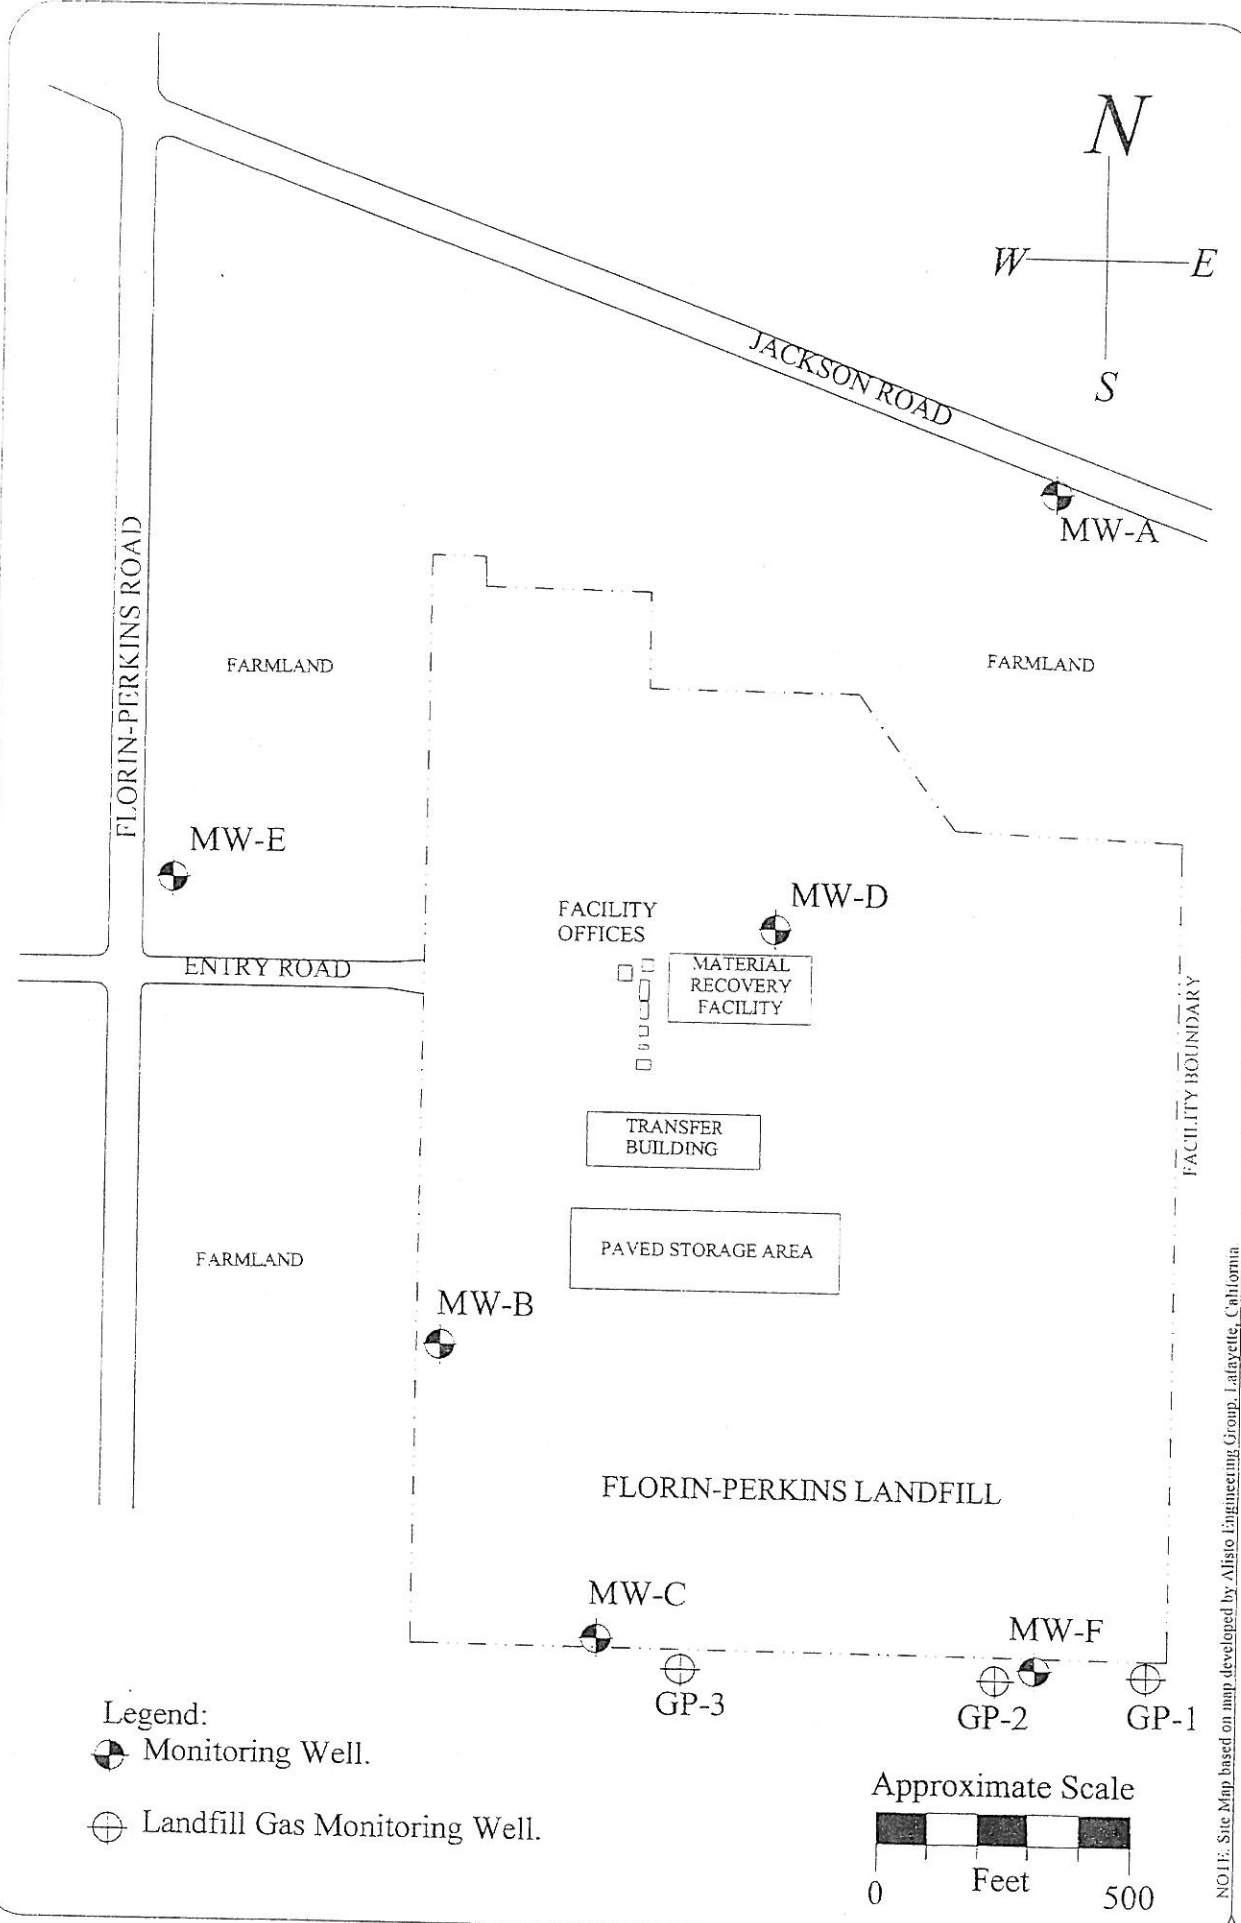 N
W
E
S
JACKSON ROAD
MW-A
FLORIN-PERKINS ROAD
FARMLAND
FARMLAND
MW-E
MW-D
FACILITY
OFFICES
ENTRY ROAD
MATERIAL
RECOVERY
FACILITY
FACILITY BOUNDARY
TRANSFER
BUILDING
PAVED STORAGE AREA
FARMLAND
MW-B
FLORIN-PERKINS LANDFILL
MW-C
MW-F
GP-3
GP-2
GP-1
Legend:
Monitoring Well.
Landfill Gas Monitoring Well.
Approximate Scale
Feet
0
500
NOTE: Site Map based on map developed by Alisto Engineering Group, Lafayette, California